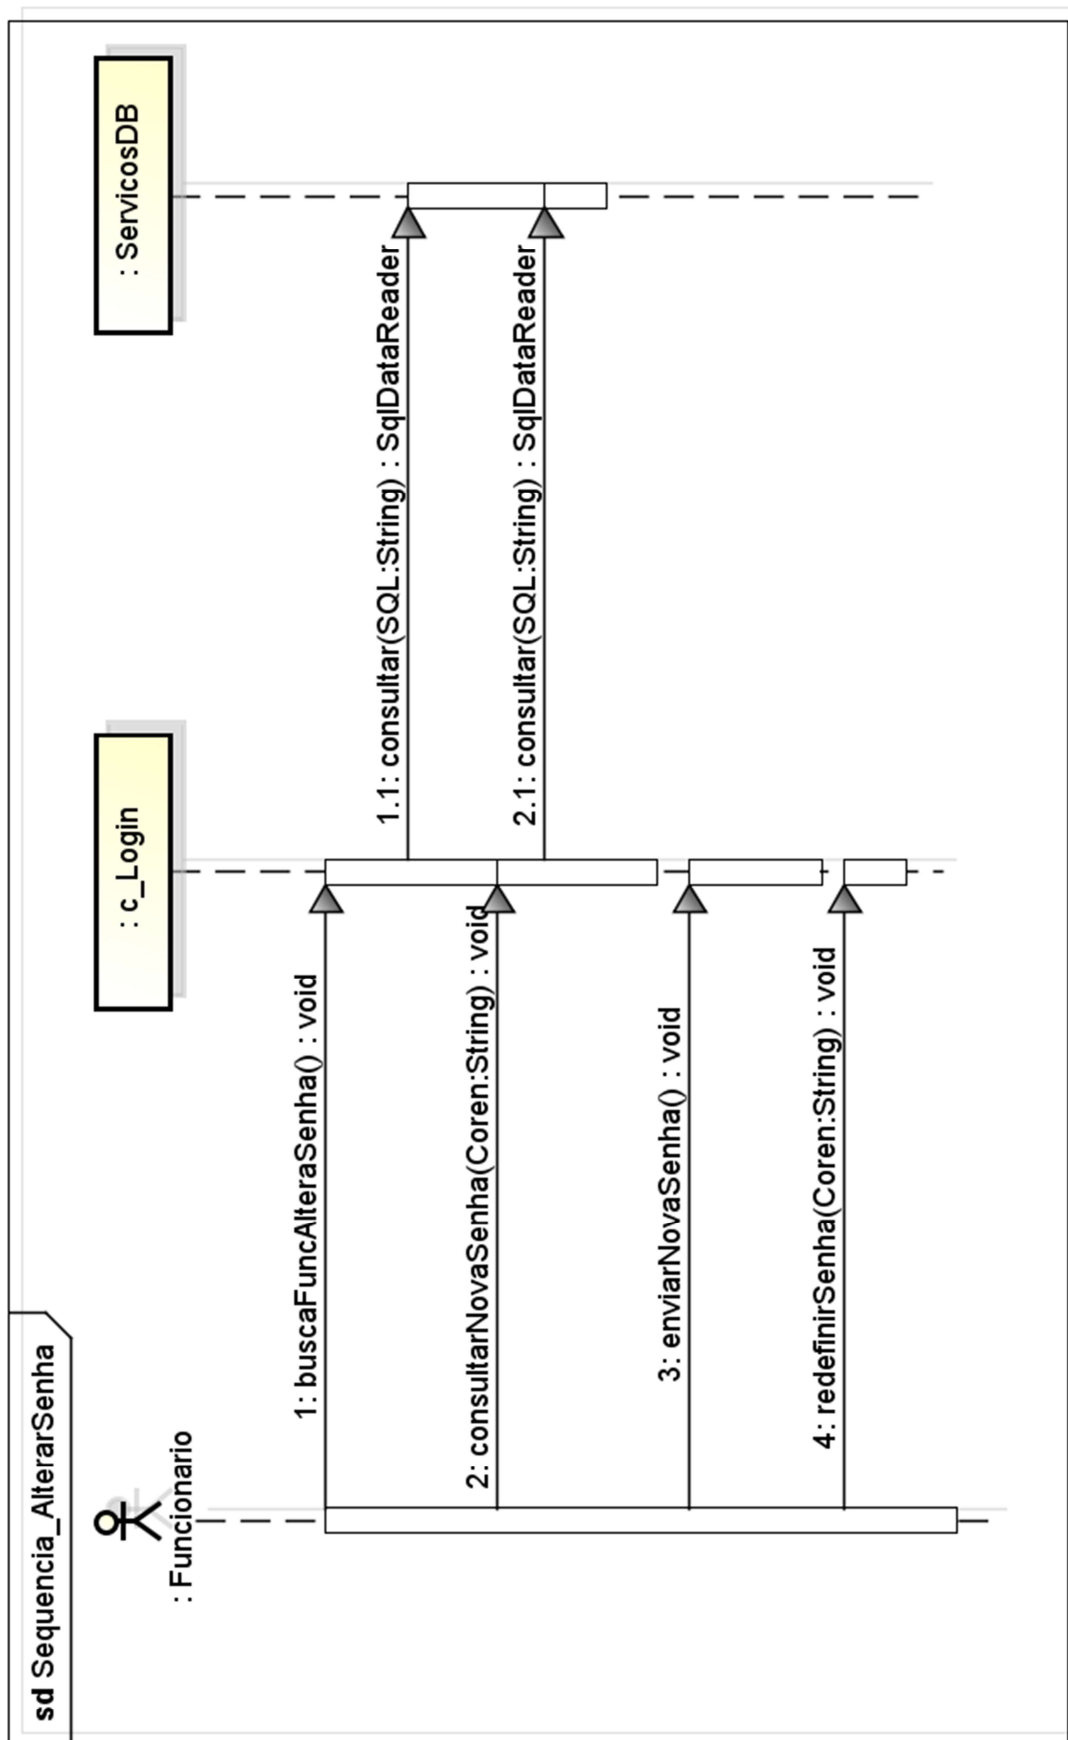 sd Sequencia_AlterarSenha
: Funcionario
: c_Login
: ServicosDB
1: buscaFuncAlteraSenha() : void
1.1: consultar(SQL:String) : SqlDataReader
2: consultarNovaSenha(Coren:String) : void
2.1: consultar(SQL:String) : SqlDataReader
3: enviarNovaSenha() : void
4: redefinirSenha(Coren:String) : void